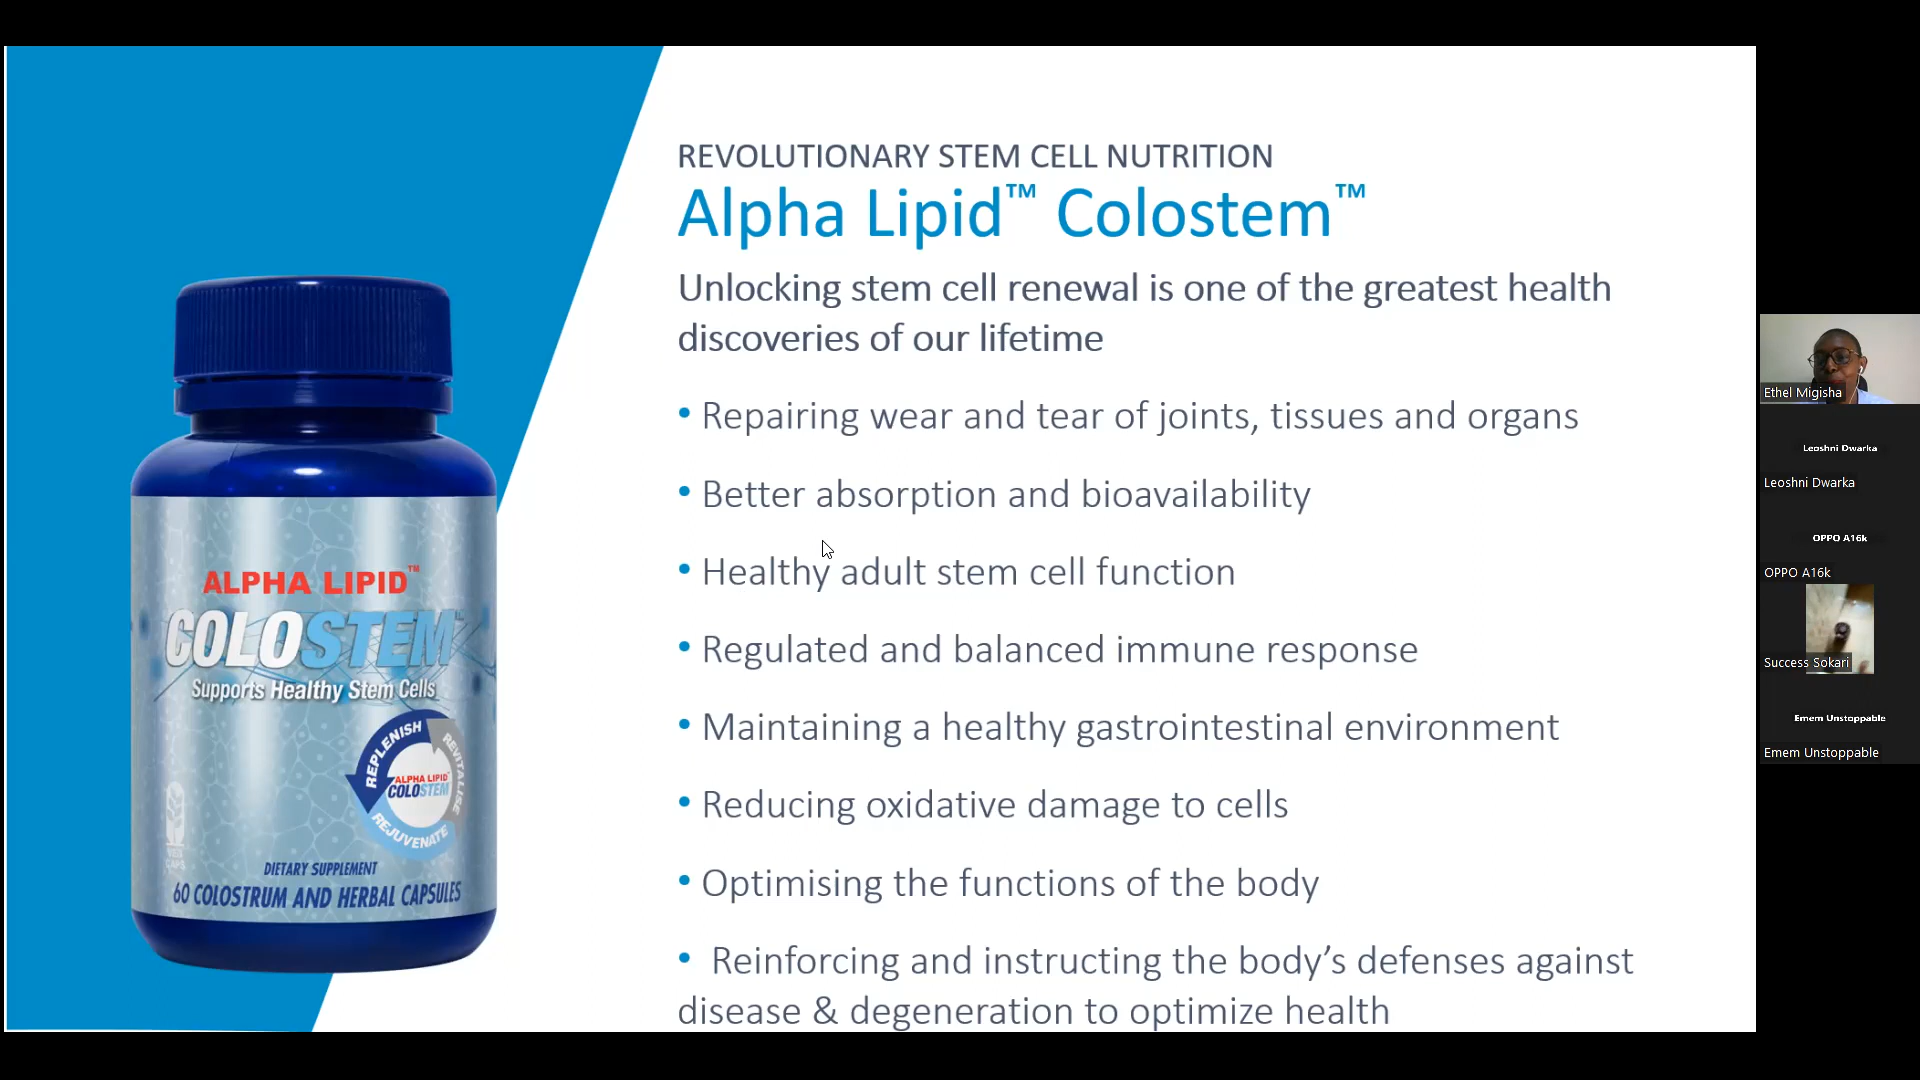 REVOLUTIONARY STEM CELL NUTRITION
Alpha Lipid™ Colostem™
Unlocking stem cell renewal is one of the greatest health
discoveries of our lifetime
• Repairing wear and tear of joints, tissues and organs
• Better absorption and bioavailability
• Healthy adult stem cell function
• Regulated and balanced immune response
• Maintaining a healthy gastrointestinal environment
• Reducing oxidative damage to cells
• Optimising the functions of the body
• Reinforcing and instructing the body’s defenses against
disease & degeneration to optimize health
ALPHA LIPID™
COLOSTEM™
Supports Healthy Stem Cells
REPLENISH
REVITALISE
REJUVENATE
ALPHA LIPID™
COLOSTEM
VEG
CAPS
DIETARY SUPPLEMENT
60 COLOSTRUM AND HERBAL CAPSULES
Ethel Migisha
Leoshni Dwarka
Leoshni Dwarka
OPPO A16k
OPPO A16k
Success Sokari
Emem Unstoppable
Emem Unstoppable